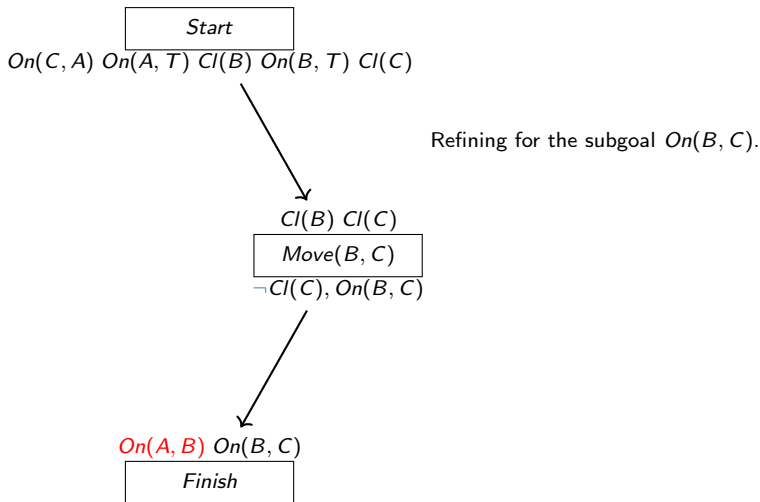 Start
On(C, A) On(A, T) Cl(B) On(B, T) Cl(C)
Refining for the subgoal On(B, C).
Cl(B) Cl(C)
Move(B, C)
¬Cl(C), On(B, C)
On(A, B) On(B, C)
Finish